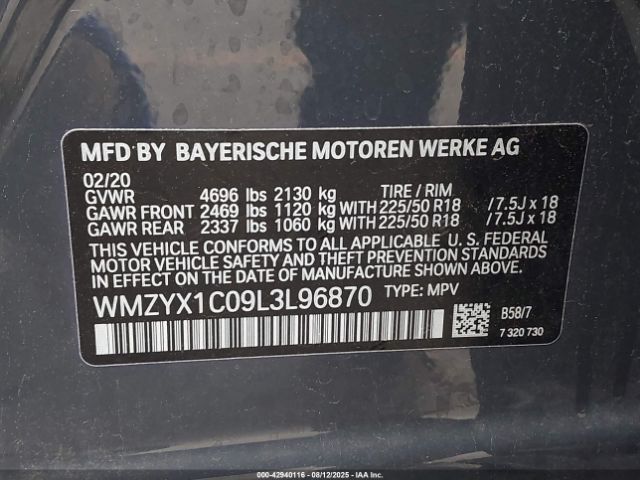 MFD BY BAYERISCHE MOTOREN WERKE AG
02/20 TIRE / RIM
GVWR 4696 lbs 2130 kg
GAWR FRONT 2469 lbs 1120 kg WITH 225/50 R18 /7.5J x 18
GAWR REAR 2337 lbs 1060 kg WITH 225/50 R18 /7.5J x 18
THIS VEHICLE CONFORMS TO ALL APPLICABLE U. S. FEDERAL
MOTOR VEHICLE SAFETY AND THEFT PREVENTION STANDARDS
IN EFFECT ON THE DATE OF MANUFACTURE SHOWN ABOVE.
WMZYX1C09L3L96870 TYPE: MPV
B58/7
7 320 730
000-42940116 - 08/12/2025 - IAAI.COM